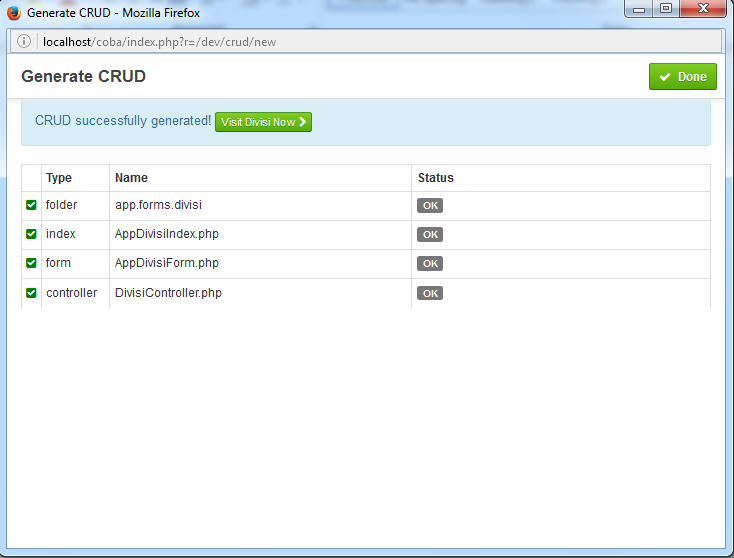 Generate CRUD - Mozilla Firefox
localhost/coba/index.php?r=/dev/crud/new
Generate CRUD
Done
CRUD successfully generated! Visit Divisi Now
Type Name Status
folder app.forms.divisi OK
index AppDivisiIndex.php OK
form AppDivisiForm.php OK
controller DivisiController.php OK